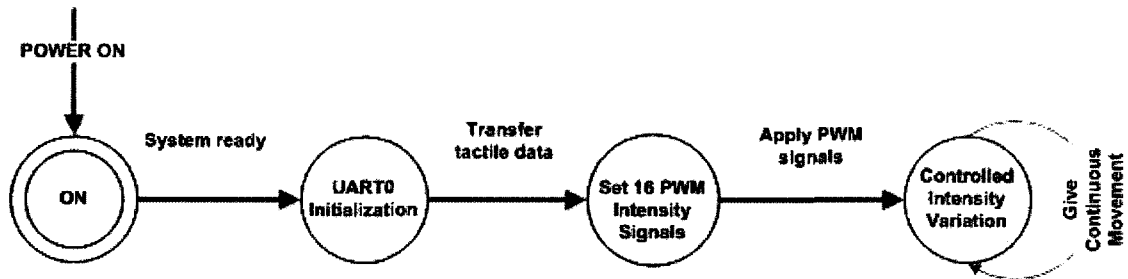 POWER ON
System ready
Transfer
tactile data
Apply PWM
signals
ON
UART0
Initialization
Set 16 PWM
Intensity
Signals
Controlled
Intensity
Variation
Give
Continuous
Movement